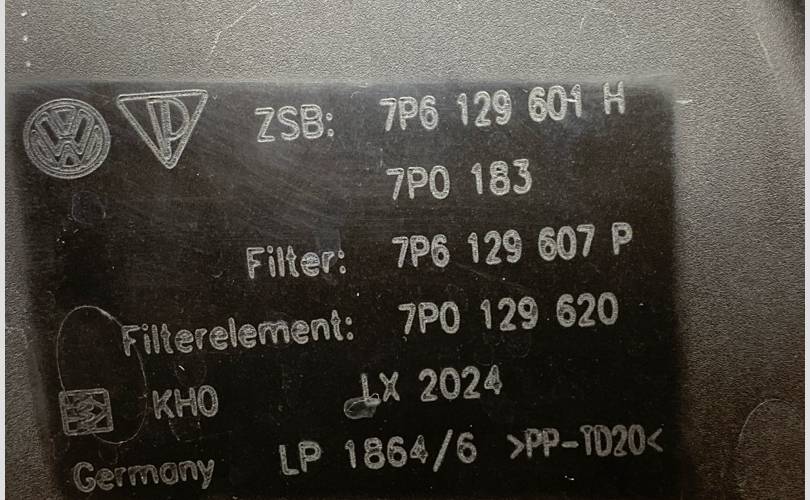 ZSB: 7P6 129 601 H
7P0 183
Filter: 7P6 129 607 P
Filterelement: 7P0 129 620
KHO LX 2024
Germany LP 1864/6 >PP-TD20<